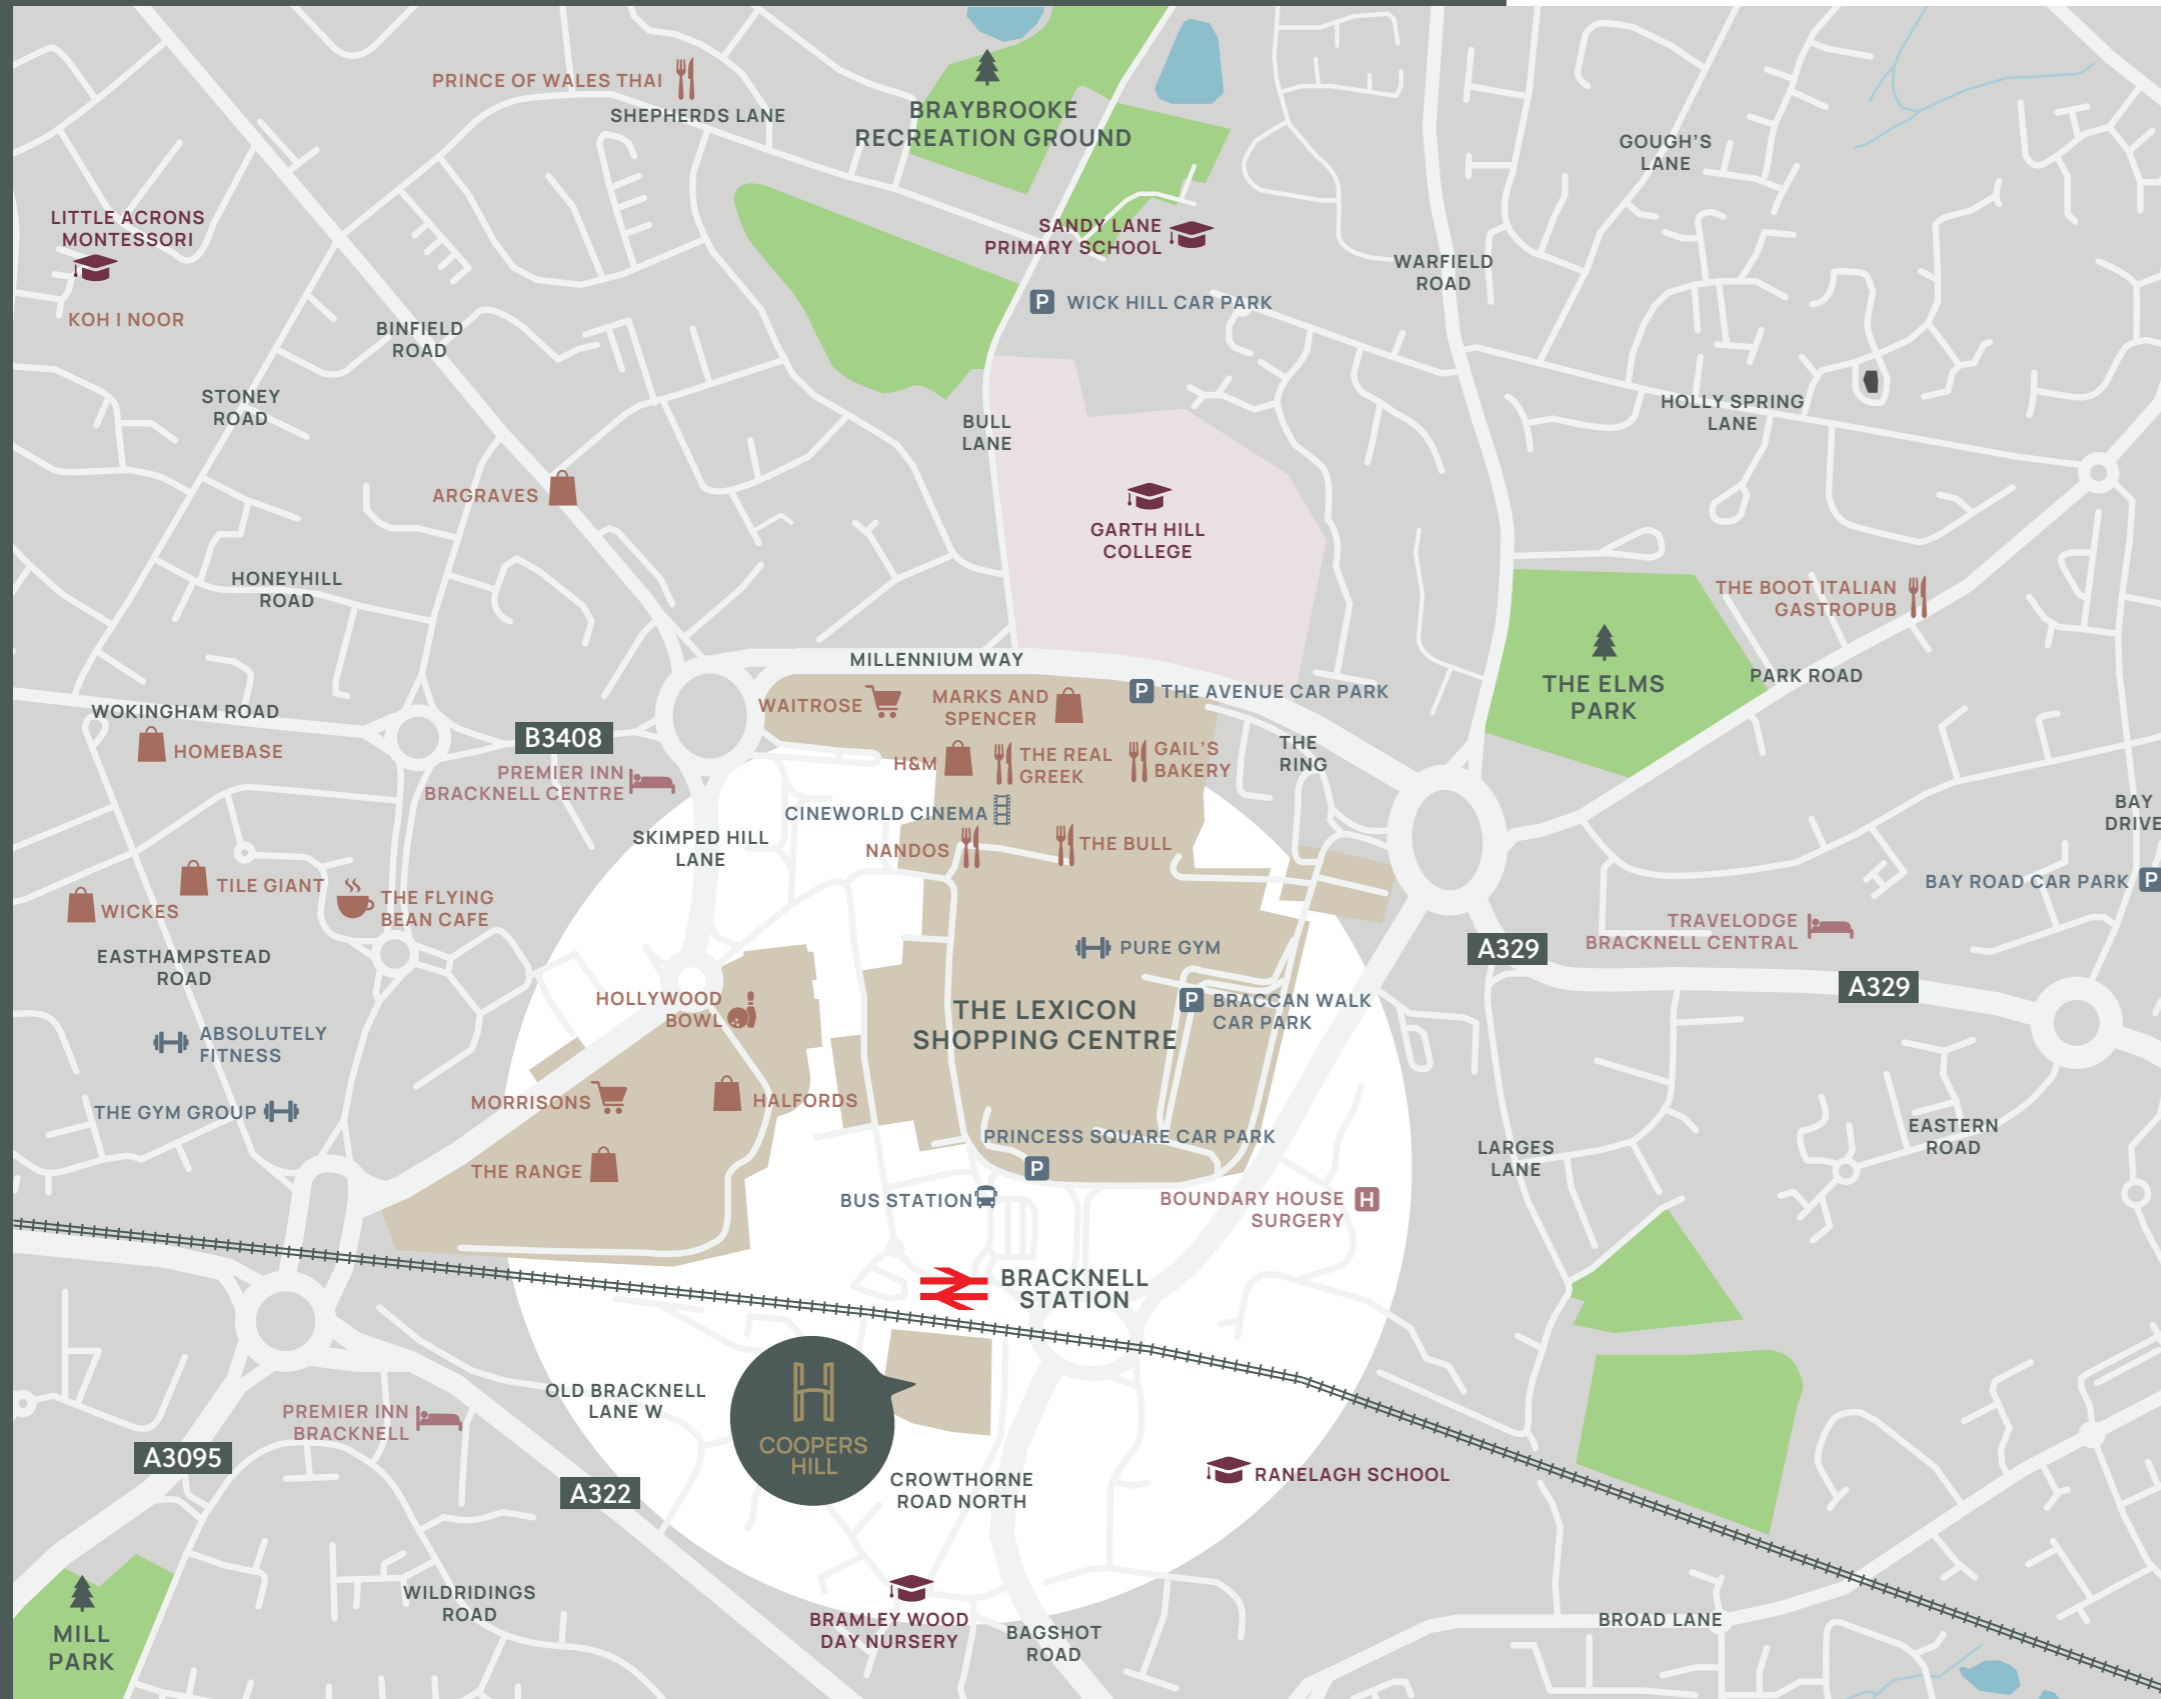 PRINCE OF WALES THAI
SHEPHERDS LANE
BRAYBROOKE
RECREATION GROUND
GOUGH'S
LANE
LITTLE ACRONS
MONTESSORI
KOH I NOOR
SANDY LANE
PRIMARY SCHOOL
WARFIELD
ROAD
P WICK HILL CAR PARK
BINFIELD
ROAD
STONEY
ROAD
BULL
LANE
HOLLY SPRING
LANE
ARGRAVES
GARTH HILL
COLLEGE
HONEYHILL
ROAD
THE BOOT ITALIAN
GASTROPUB
MILLENNIUM WAY
THE ELMS
PARK
PARK ROAD
WOKINGHAM ROAD
HOMEBASE
B3408
WAITROSE
MARKS AND
SPENCER
P THE AVENUE CAR PARK
PREMIER INN
BRACKNELL CENTRE
H&M
THE REAL
GREEK
GAIL'S
BAKERY
THE
RING
CINEWORLD CINEMA
SKIMPED HILL
LANE
NANDOS
THE BULL
BAY
DRIVE
TILE GIANT
WICKES
THE FLYING
BEAN CAFE
BAY ROAD CAR PARK P
TRAVELODGE
BRACKNELL CENTRAL
A329
A329
EASTHAMPSTEAD
ROAD
PURE GYM
HOLLYWOOD
BOWL
THE LEXICON
SHOPPING CENTRE
P BRACCAN WALK
CAR PARK
ABSOLUTELY
FITNESS
THE GYM GROUP
MORRISONS
HALFORDS
PRINCESS SQUARE CAR PARK
P
LARGES
LANE
EASTERN
ROAD
THE RANGE
BUS STATION
BOUNDARY HOUSE
SURGERY
H
BRACKNELL
STATION
OLD BRACKNELL
LANE W
COOPERS
HILL
PREMIER INN
BRACKNELL
A3095
A322
CROWTHORNE
ROAD NORTH
RANELAGH SCHOOL
WILDRIDINGS
ROAD
MILL
PARK
BRAMLEY WOOD
DAY NURSERY
BAGSHOT
ROAD
BROAD LANE